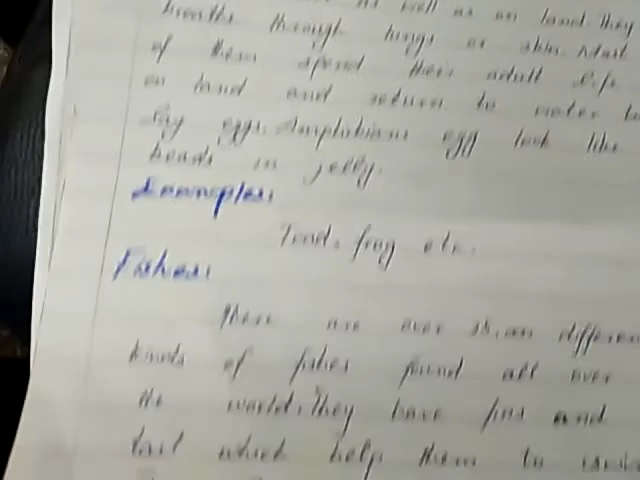 as well as on land they
breaths through lungs or skin. Most
of them spend their adult life
on land and return to water to
lay eggs. Amphibians egg look like
beads in jelly.
Examples:
Toad, frog etc.
Fishes:
There are over different
kinds of fishes found all over
the world. They have fins and
tail which help them to swim